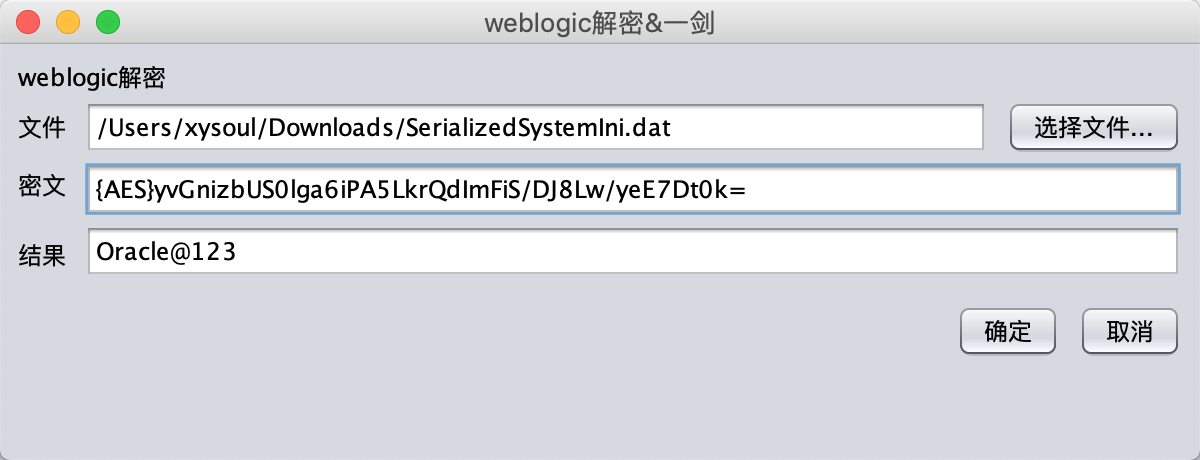 weblogic解密&一剑
weblogic解密
文件 /Users/xysoul/Downloads/SerializedSystemIni.dat 选择文件...
密文 {AES}yvGnizbUS0lga6iPA5LkrQdImFiS/DJ8Lw/yeE7Dt0k=
结果 Oracle@123
确定 取消